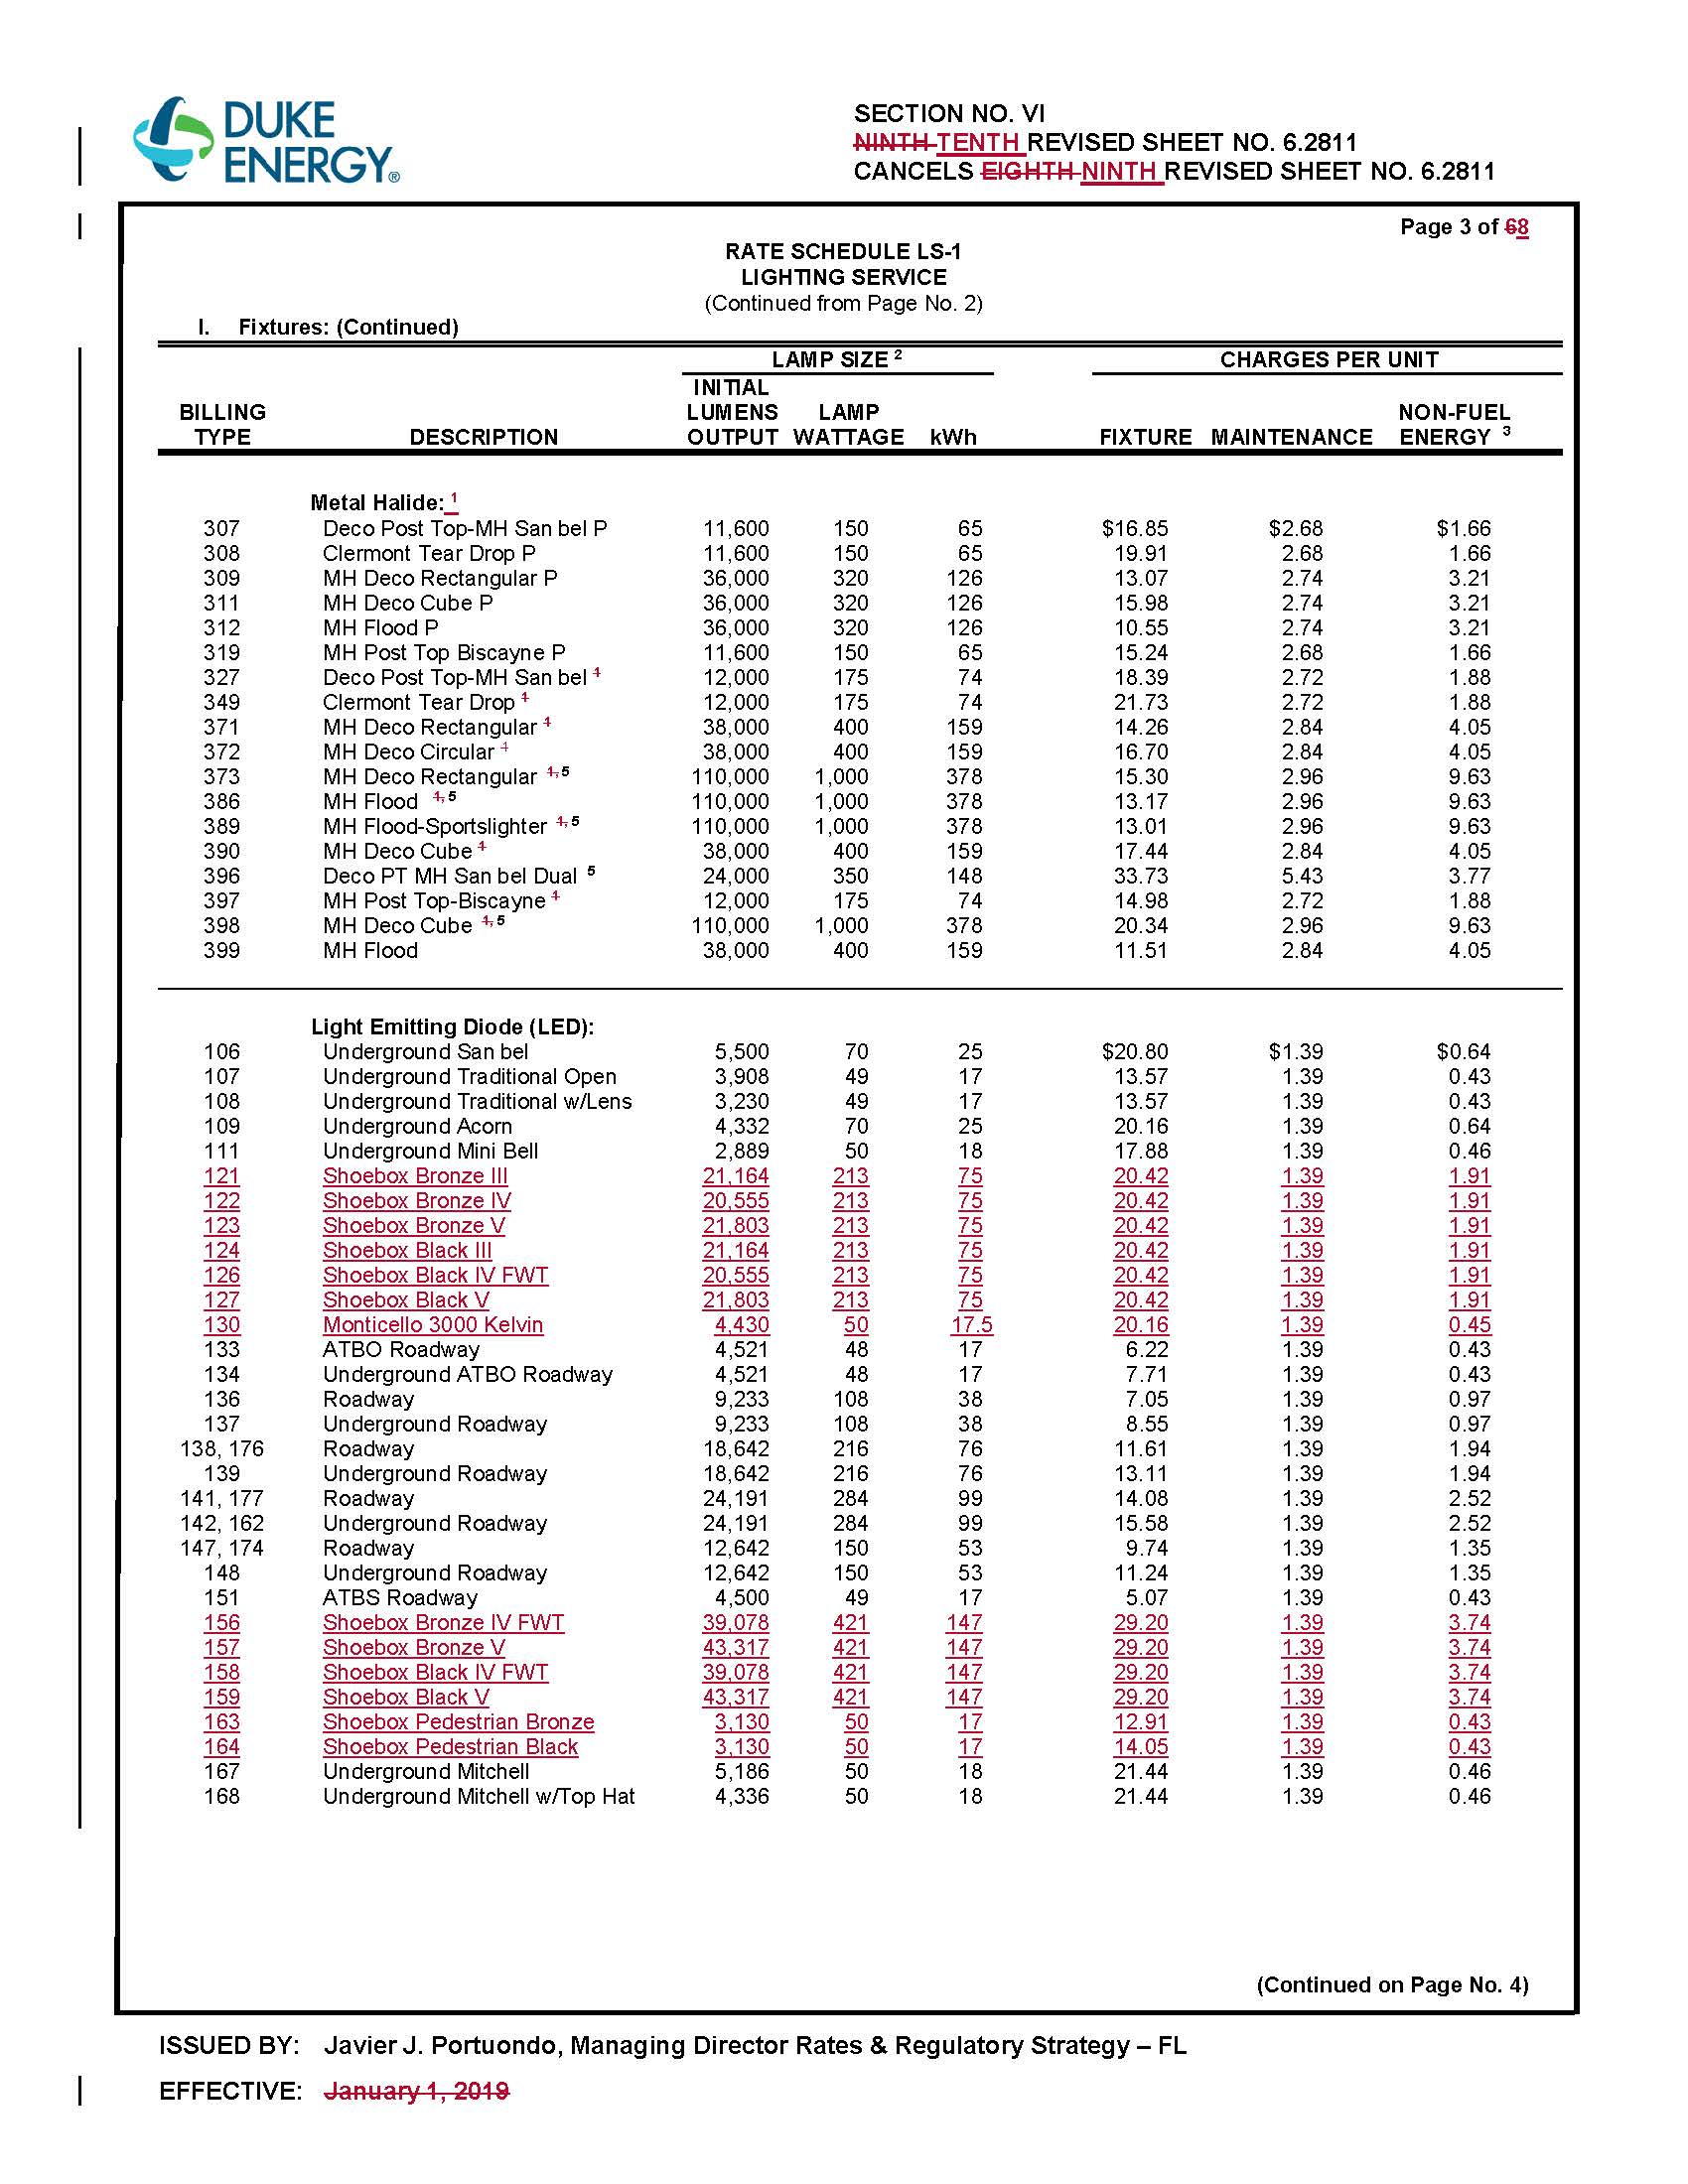 DUKE
ENERGY®
SECTION NO. VI
NINTH TENTH REVISED SHEET NO. 6.2811
CANCELS EIGHTH NINTH REVISED SHEET NO. 6.2811
Page 3 of 68
RATE SCHEDULE LS-1
LIGHTING SERVICE
(Continued from Page No. 2)
I. Fixtures: (Continued)
LAMP SIZE 2 CHARGES PER UNIT
INITIAL
BILLING LUMENS LAMP NON-FUEL
TYPE DESCRIPTION OUTPUT WATTAGE kWh FIXTURE MAINTENANCE ENERGY 3
Metal Halide: 1
307 Deco Post Top-MH San bel P 11,600 150 65 $16.85 $2.68 $1.66
308 Clermont Tear Drop P 11,600 150 65 19.91 2.68 1.66
309 MH Deco Rectangular P 36,000 320 126 13.07 2.74 3.21
311 MH Deco Cube P 36,000 320 126 15.98 2.74 3.21
312 MH Flood P 36,000 320 126 10.55 2.74 3.21
319 MH Post Top Biscayne P 11,600 150 65 15.24 2.68 1.66
327 Deco Post Top-MH San bel 1 12,000 175 74 18.39 2.72 1.88
349 Clermont Tear Drop 1 12,000 175 74 21.73 2.72 1.88
371 MH Deco Rectangular 1 38,000 400 159 14.26 2.84 4.05
372 MH Deco Circular 1 38,000 400 159 16.70 2.84 4.05
373 MH Deco Rectangular 1, 5 110,000 1,000 378 15.30 2.96 9.63
386 MH Flood 1, 5 110,000 1,000 378 13.17 2.96 9.63
389 MH Flood-Sportslighter 1, 5 110,000 1,000 378 13.01 2.96 9.63
390 MH Deco Cube 1 38,000 400 159 17.44 2.84 4.05
396 Deco PT MH San bel Dual 5 24,000 350 148 33.73 5.43 3.77
397 MH Post Top-Biscayne 1 12,000 175 74 14.98 2.72 1.88
398 MH Deco Cube 1, 5 110,000 1,000 378 20.34 2.96 9.63
399 MH Flood 38,000 400 159 11.51 2.84 4.05
Light Emitting Diode (LED):
106 Underground San bel 5,500 70 25 $20.80 $1.39 $0.64
107 Underground Traditional Open 3,908 49 17 13.57 1.39 0.43
108 Underground Traditional w/Lens 3,230 49 17 13.57 1.39 0.43
109 Underground Acorn 4,332 70 25 20.16 1.39 0.64
111 Underground Mini Bell 2,889 50 18 17.88 1.39 0.46
121 Shoebox Bronze III 21,164 213 75 20.42 1.39 1.91
122 Shoebox Bronze IV 20,555 213 75 20.42 1.39 1.91
123 Shoebox Bronze V 21,803 213 75 20.42 1.39 1.91
124 Shoebox Black III 21,164 213 75 20.42 1.39 1.91
126 Shoebox Black IV FWT 20,555 213 75 20.42 1.39 1.91
127 Shoebox Black V 21,803 213 75 20.42 1.39 1.91
130 Monticello 3000 Kelvin 4,430 50 17.5 20.16 1.39 0.45
133 ATBO Roadway 4,521 48 17 6.22 1.39 0.43
134 Underground ATBO Roadway 4,521 48 17 7.71 1.39 0.43
136 Roadway 9,233 108 38 7.05 1.39 0.97
137 Underground Roadway 9,233 108 38 8.55 1.39 0.97
138, 176 Roadway 18,642 216 76 11.61 1.39 1.94
139 Underground Roadway 18,642 216 76 13.11 1.39 1.94
141, 177 Roadway 24,191 284 99 14.08 1.39 2.52
142, 162 Underground Roadway 24,191 284 99 15.58 1.39 2.52
147, 174 Roadway 12,642 150 53 9.74 1.39 1.35
148 Underground Roadway 12,642 150 53 11.24 1.39 1.35
151 ATBS Roadway 4,500 49 17 5.07 1.39 0.43
156 Shoebox Bronze IV FWT 39,078 421 147 29.20 1.39 3.74
157 Shoebox Bronze V 43,317 421 147 29.20 1.39 3.74
158 Shoebox Black IV FWT 39,078 421 147 29.20 1.39 3.74
159 Shoebox Black V 43,317 421 147 29.20 1.39 3.74
163 Shoebox Pedestrian Bronze 3,130 50 17 12.91 1.39 0.43
164 Shoebox Pedestrian Black 3,130 50 17 14.05 1.39 0.43
167 Underground Mitchell 5,186 50 18 21.44 1.39 0.46
168 Underground Mitchell w/Top Hat 4,336 50 18 21.44 1.39 0.46
(Continued on Page No. 4)
ISSUED BY: Javier J. Portuondo, Managing Director Rates & Regulatory Strategy – FL
EFFECTIVE: January 1, 2019